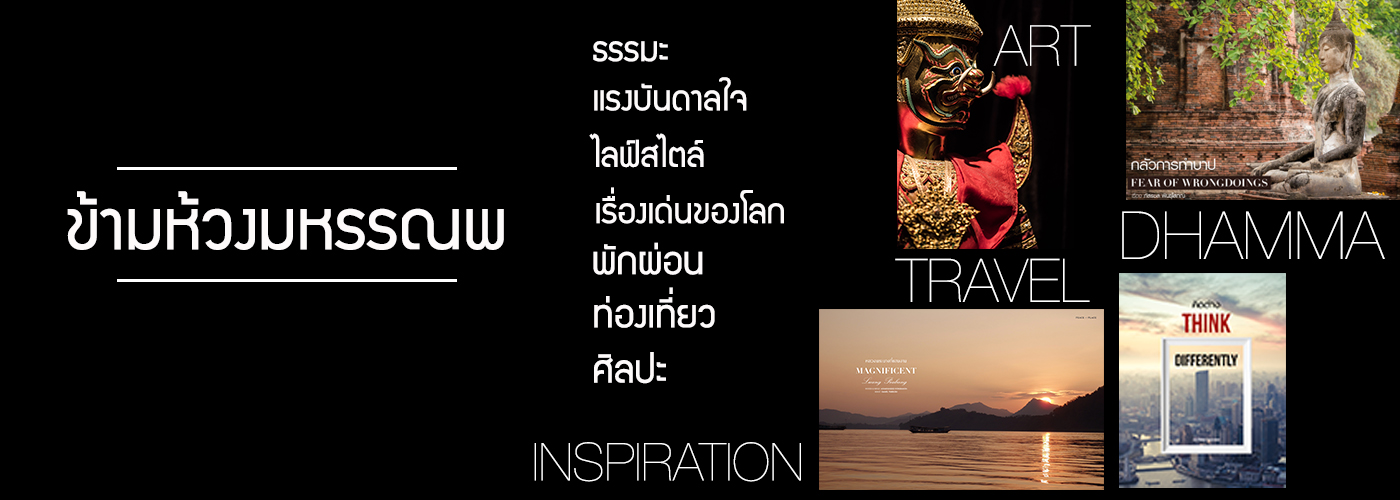 ข้ามห้วงมหรรณพ
ธรรมะ
แรงบันดาลใจ
ไลฟ์สไตล์
เรื่องเด่นของโลก
พักผ่อน
ท่องเที่ยว
ศิลปะ
INSPIRATION
ART
TRAVEL
MAGNIFICENT
Luang Prabang
กลัวการทำบาป
FEAR OF WRONGDOINGS
DHAMMA
คิดต่าง
THINK
DIFFERENTLY